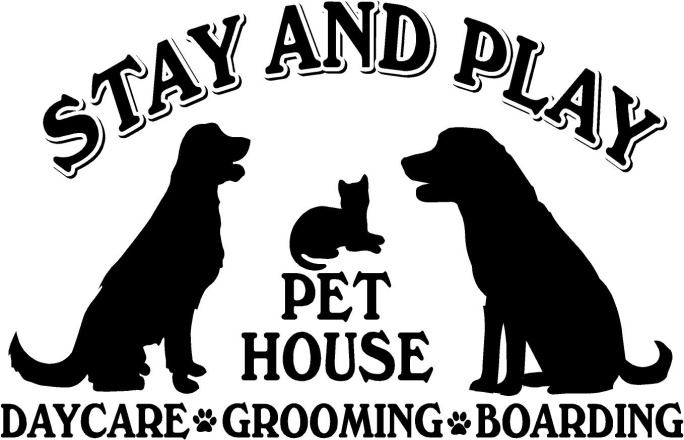 STAY AND PLAY
PET
HOUSE
DAYCARE GROOMING BOARDING